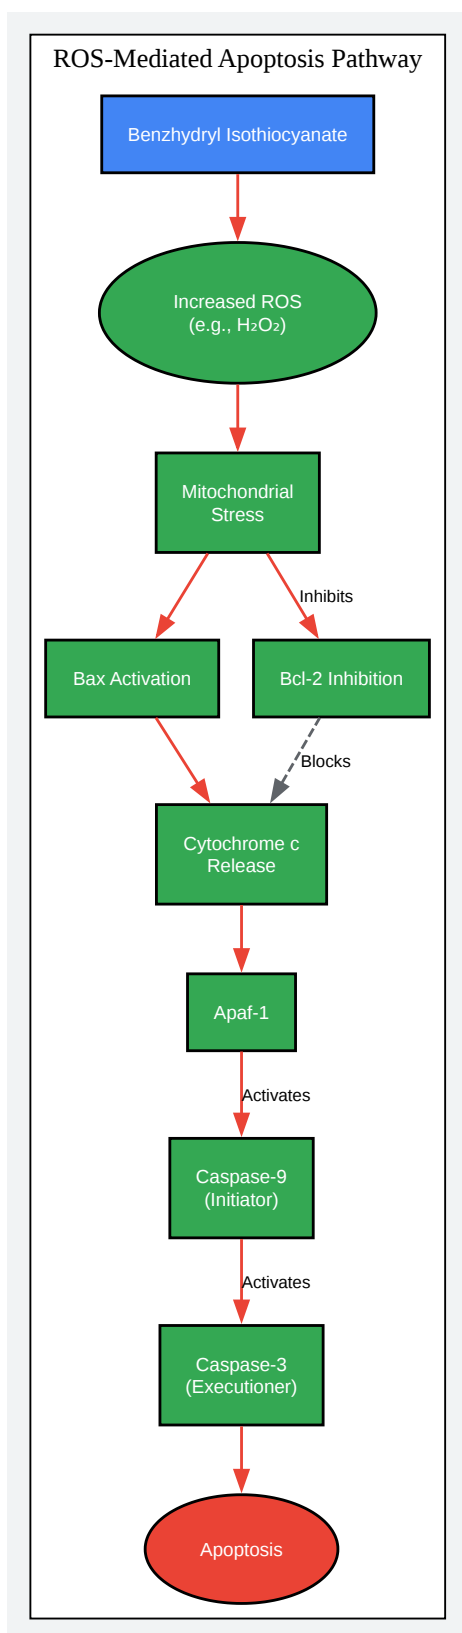 ROS-Mediated Apoptosis Pathway
Benzhydryl Isothiocyanate
Increased ROS
(e.g., H₂O₂)
Mitochondrial
Stress
Inhibits
Bax Activation
Bcl-2 Inhibition
Blocks
Cytochrome c
Release
Apaf-1
Activates
Caspase-9
(Initiator)
Activates
Caspase-3
(Executioner)
Apoptosis